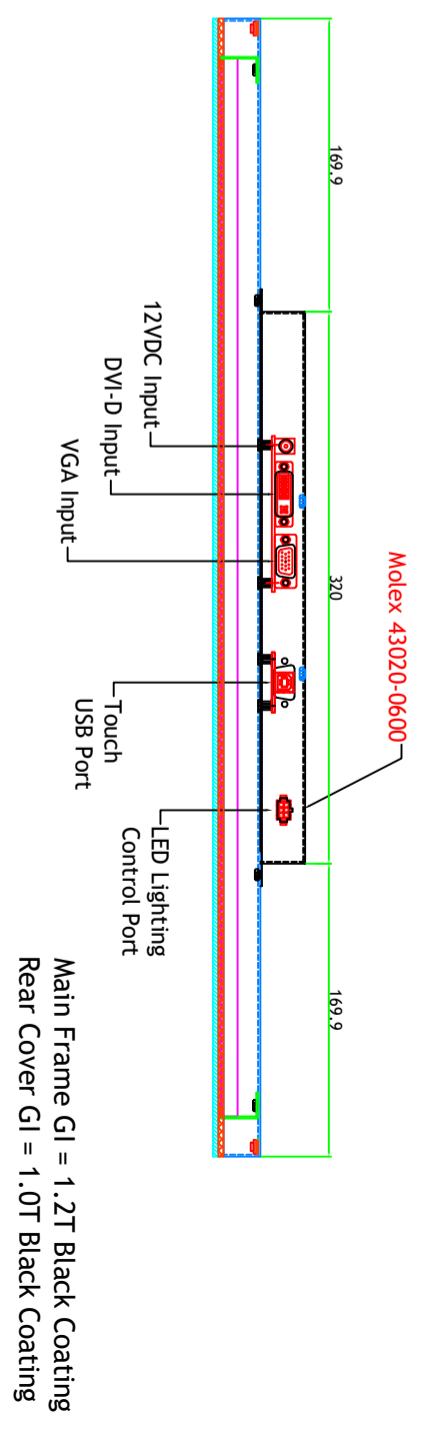 169.9
320
169.9
Molex 43020-0600
12VDC Input
DVI-D Input
VGA Input
Touch
USB Port
LED Lighting
Control Port
Main Frame GI = 1.2T Black Coating
Rear Cover GI = 1.0T Black Coating